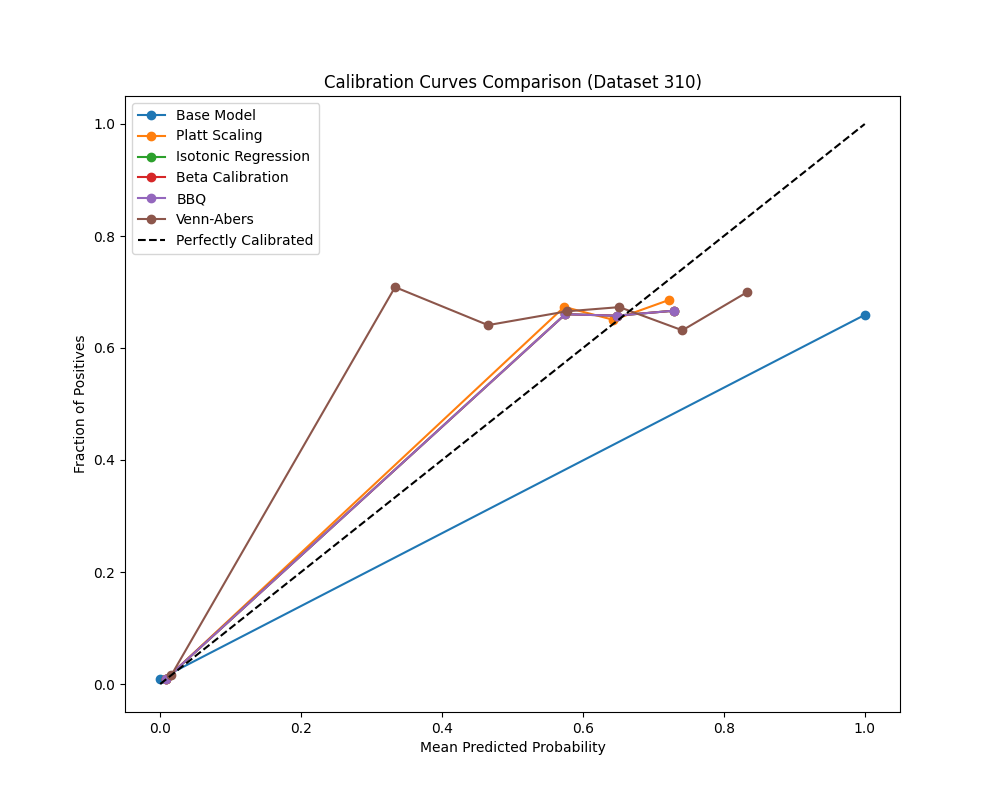 Calibration Curves Comparison (Dataset 310)
Base Model
Platt Scaling
Isotonic Regression
Beta Calibration
BBQ
Venn-Abers
Perfectly Calibrated
1.0
0.8
0.6
0.4
0.2
0.0
Fraction of Positives
0.0 0.2 0.4 0.6 0.8 1.0
Mean Predicted Probability